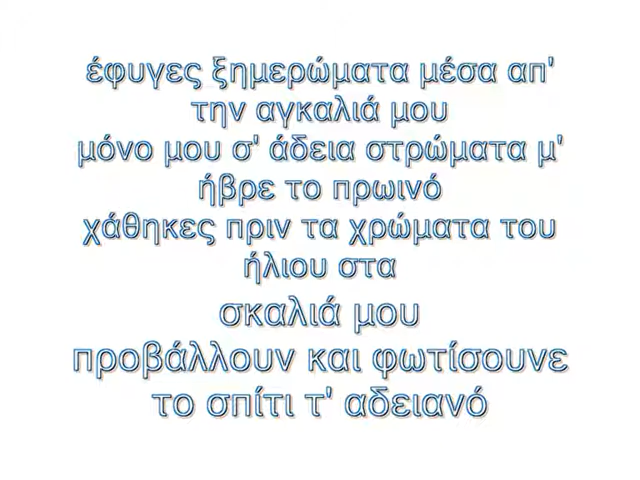 έφυγες ξημερώματα μέσα απ'
την αγκαλιά μου
μόνο μου σ' άδεια στρώματα μ'
ήβρε το πρωινό
χάθηκες πριν τα χρώματα του
ήλιου στα
σκαλιά μου
προβάλλουν και φωτίσουνε
το σπίτι τ' αδειανό